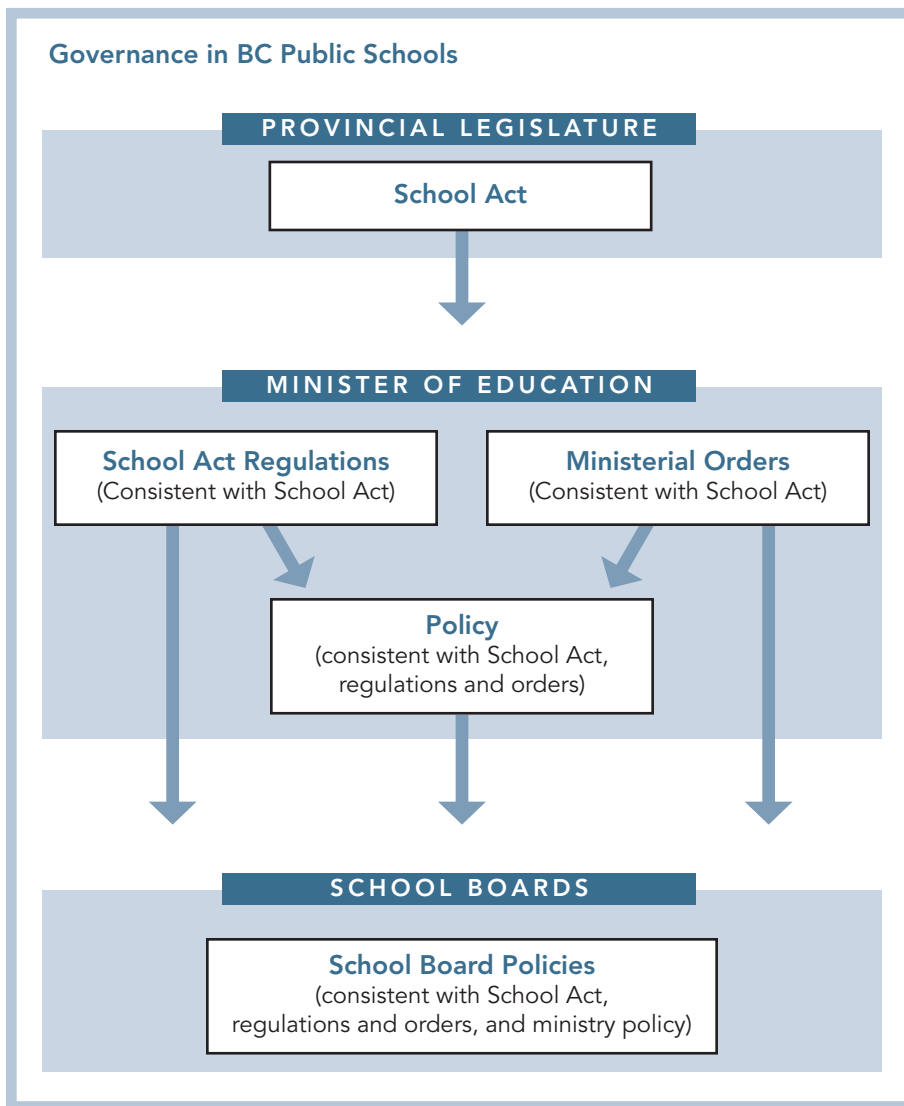 Governance in BC Public Schools
PROVINCIAL LEGISLATURE
School Act
MINISTER OF EDUCATION
School Act Regulations
(Consistent with School Act)
Ministerial Orders
(Consistent with School Act)
Policy
(consistent with School Act,
regulations and orders)
SCHOOL BOARDS
School Board Policies
(consistent with School Act,
regulations and orders, and ministry policy)